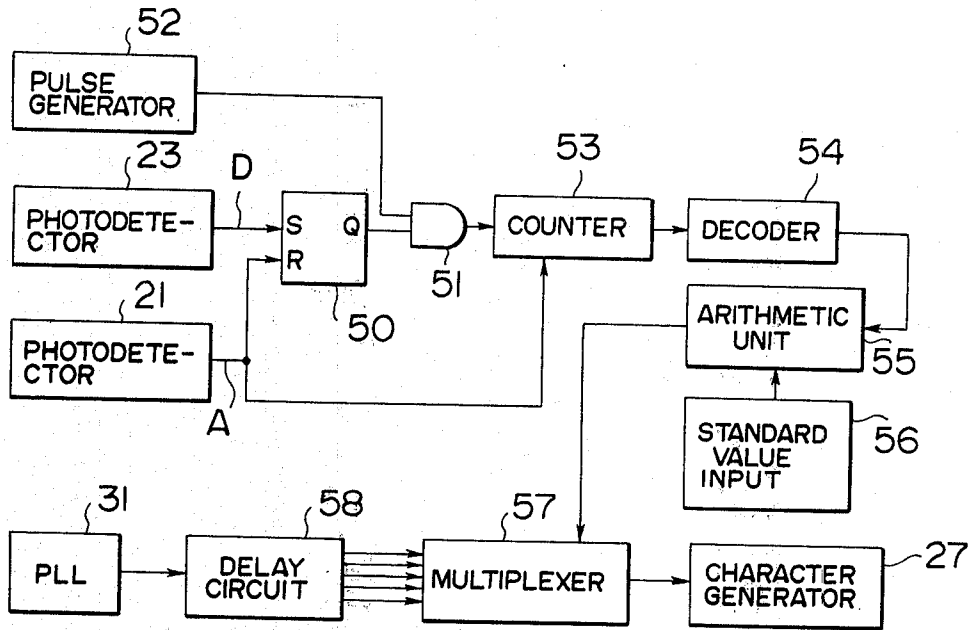 52
PULSE
GENERATOR
23
PHOTODETE-
CTOR
D
S
Q
R
50
51
53
COUNTER
54
DECODER
21
PHOTODETE-
CTOR
A
ARITHMETIC
UNIT
55
STANDARD
VALUE
INPUT
56
31
PLL
58
DELAY
CIRCUIT
57
MULTIPLEXER
CHARACTER
GENERATOR
27